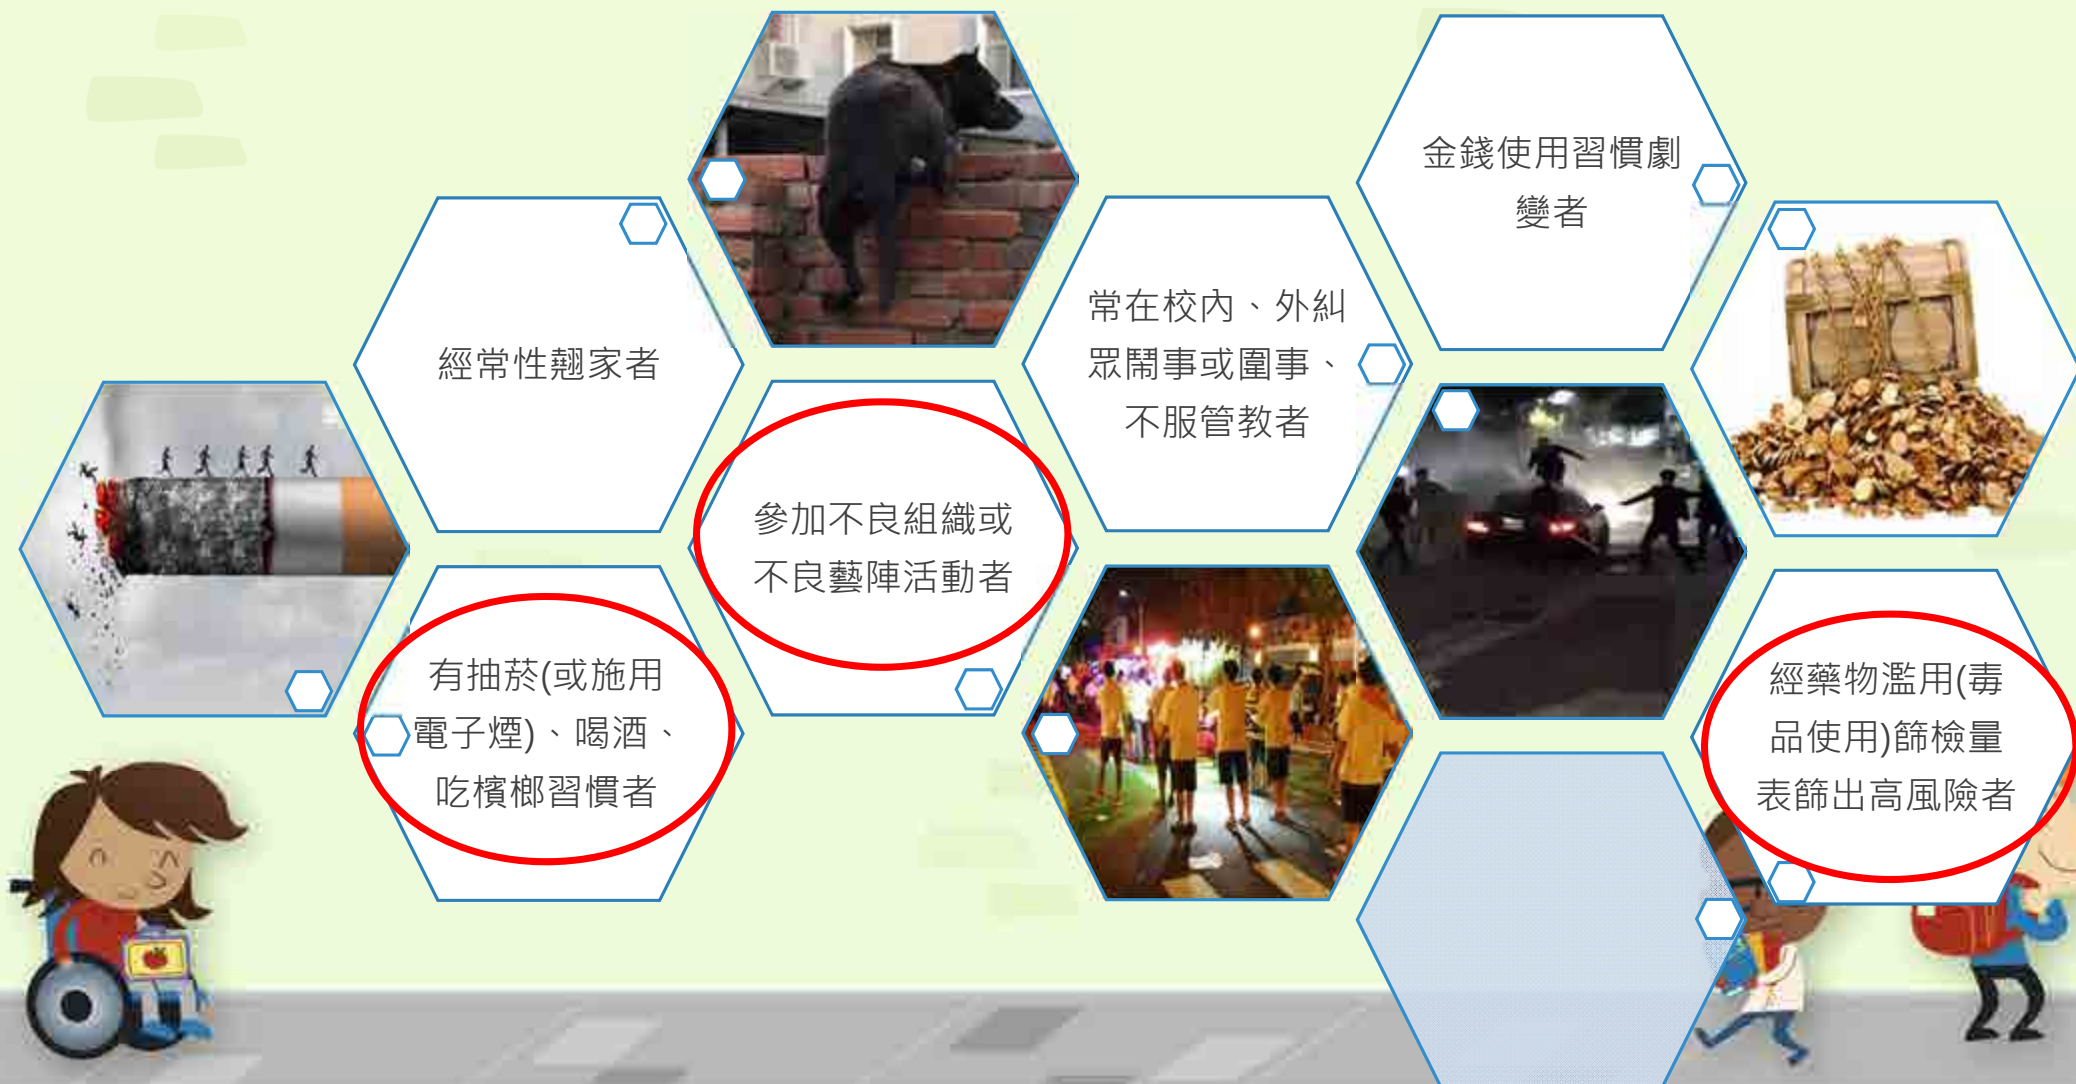 經常性翹家者
有抽菸(或施用
電子煙)、喝酒、
吃檳榔習慣者
參加不良組織或
不良藝陣活動者
常在校內、外糾
眾鬧事或圍事、
不服管教者
金錢使用習慣劇
變者
經藥物濫用(毒
品使用)篩檢量
表篩出高風險者